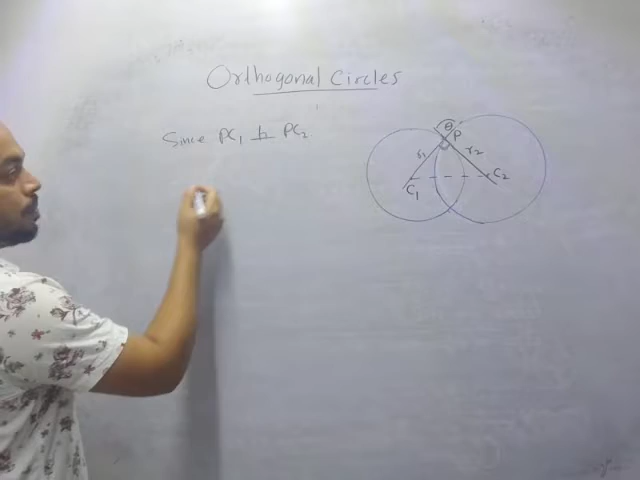 Orthogonal Circles
Since PC₁ ⊥ PC₂.
θ
P
r₁
r₂
C₁
C₂